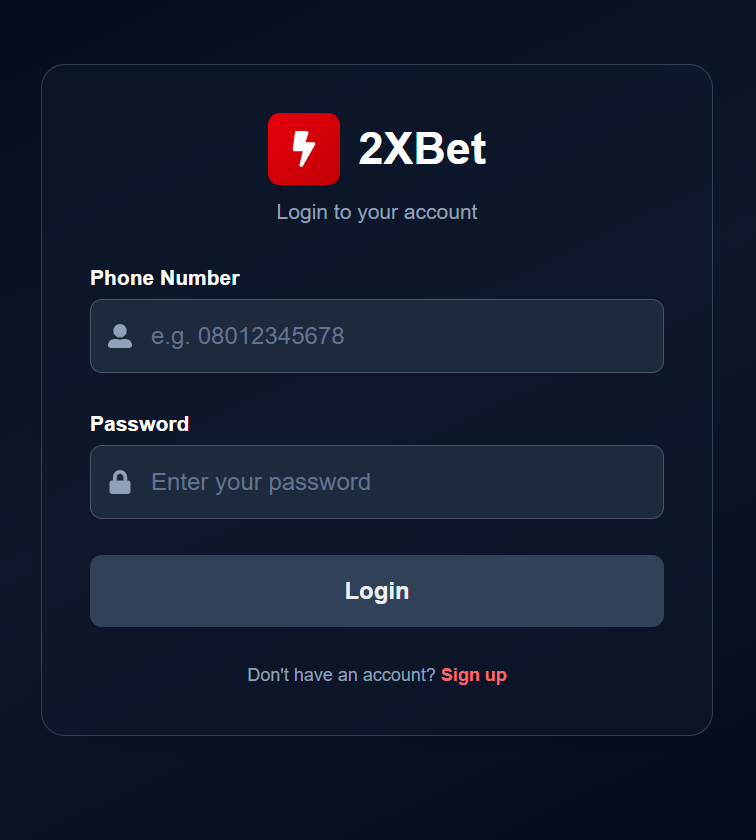 2XBet
Login to your account
Phone Number
e.g. 08012345678
Password
Enter your password
Login
Don't have an account? Sign up